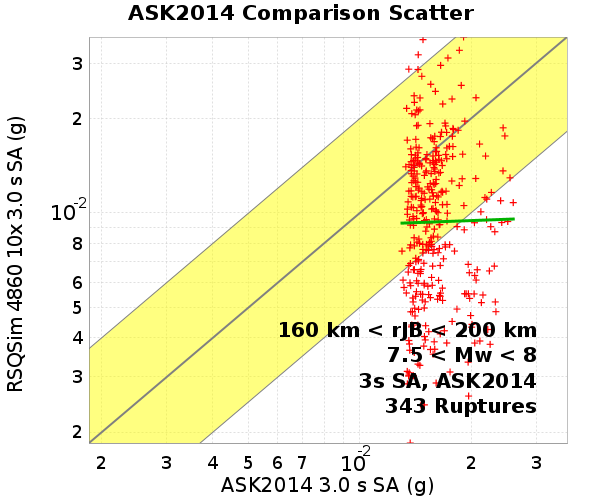 ASK2014 Comparison Scatter
RSQSim 4860 10x 3.0 s SA (g)
3
2
10-2
8
6
5
4
3
2
160 km < rJB < 200 km
7.5 < Mw < 8
3s SA, ASK2014
343 Ruptures
2 3 4 5 6 7 10-2 2 3
ASK2014 3.0 s SA (g)